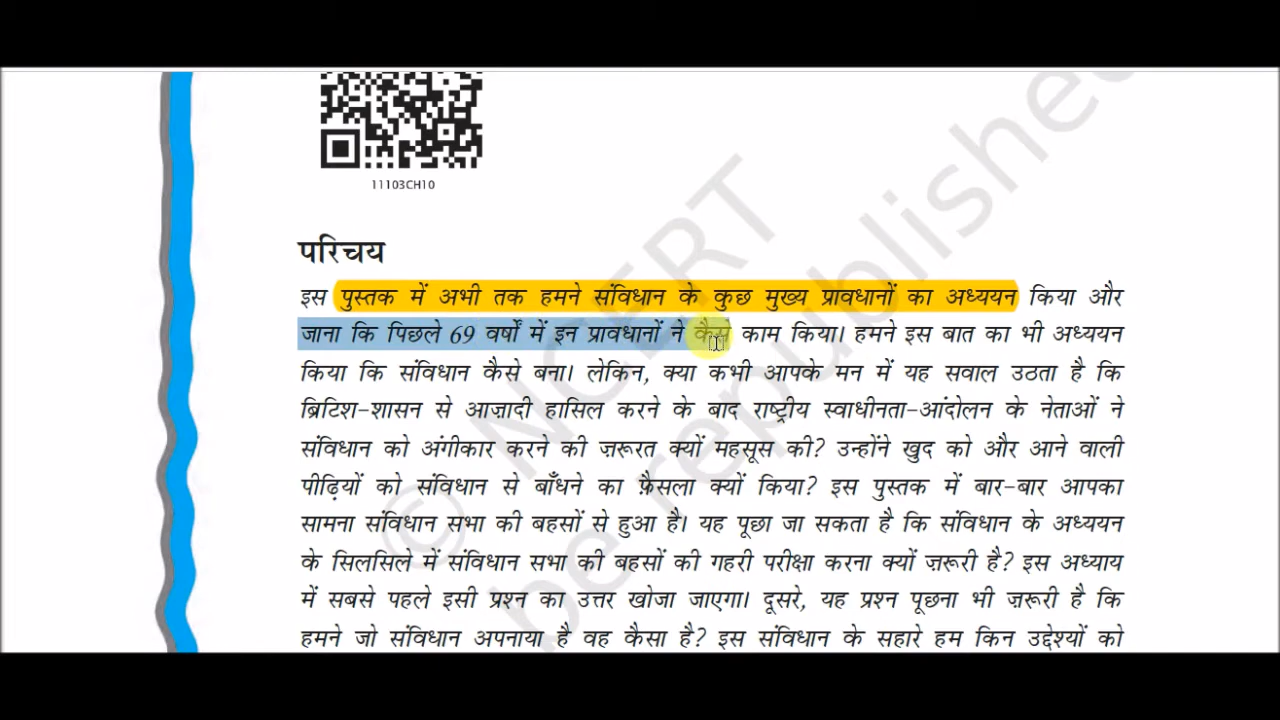 11103CH10
परिचय
इस पुस्तक में अभी तक हमने संविधान के कुछ मुख्य प्रावधानों का अध्ययन किया और
जाना कि पिछले 69 वर्षों में इन प्रावधानों ने कैसे काम किया। हमने इस बात का भी अध्ययन
किया कि संविधान कैसे बना। लेकिन, क्या कभी आपके मन में यह सवाल उठता है कि
ब्रिटिश-शासन से आज़ादी हासिल करने के बाद राष्ट्रीय स्वाधीनता-आंदोलन के नेताओं ने
संविधान को अंगीकार करने की ज़रूरत क्यों महसूस की? उन्होंने खुद को और आने वाली
पीढ़ियों को संविधान से बाँधने का फ़ैसला क्यों किया? इस पुस्तक में बार-बार आपका
सामना संविधान सभा की बहसों से हुआ है। यह पूछा जा सकता है कि संविधान के अध्ययन
के सिलसिले में संविधान सभा की बहसों की गहरी परीक्षा करना क्यों ज़रूरी है? इस अध्याय
में सबसे पहले इसी प्रश्न का उत्तर खोजा जाएगा। दूसरे, यह प्रश्न पूछना भी ज़रूरी है कि
हमने जो संविधान अपनाया है वह कैसा है? इस संविधान के सहारे हम किन उद्देश्यों को
© NCERT
be republished